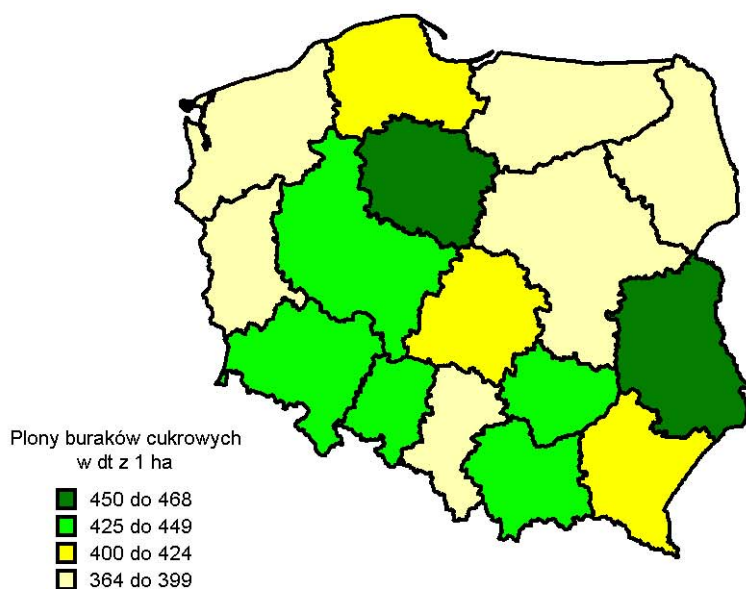 Plony buraków cukrowych
w dt z 1 ha
450 do 468
425 do 449
400 do 424
364 do 399